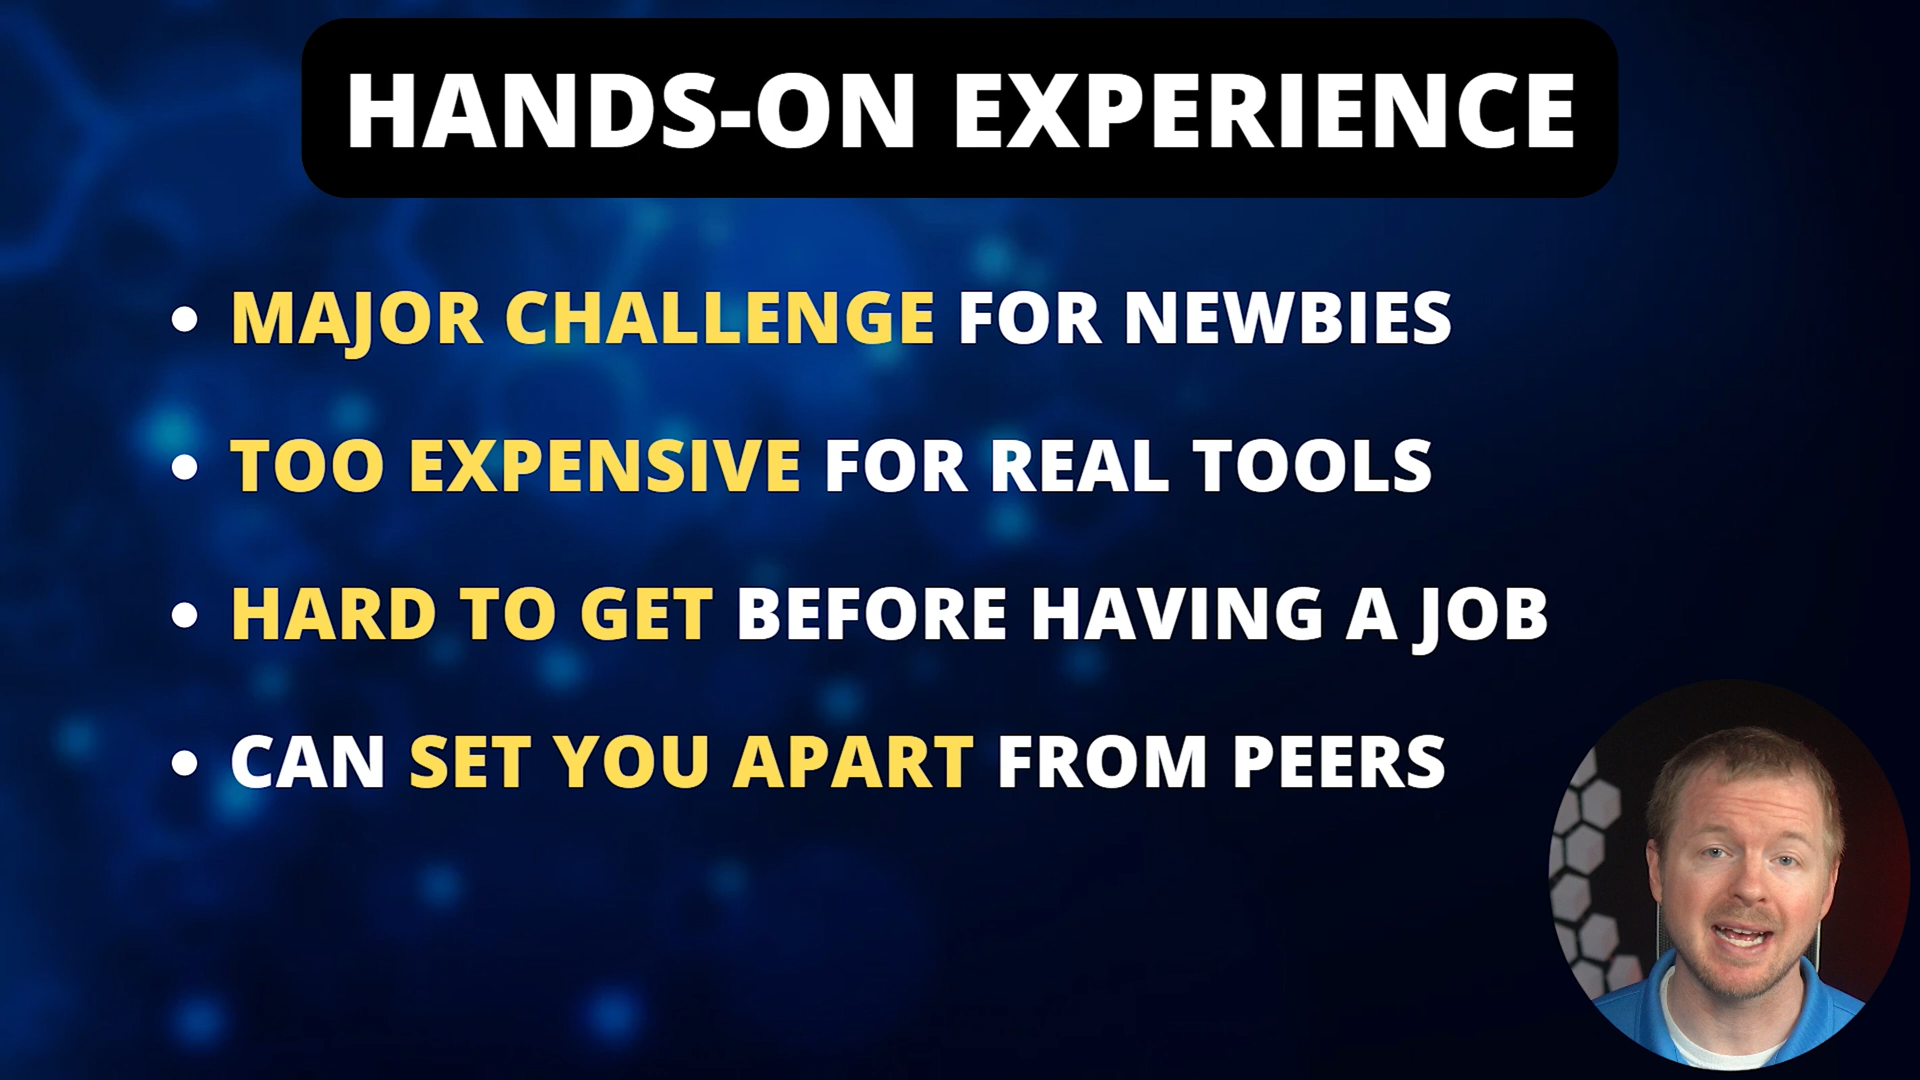 HANDS-ON EXPERIENCE
• MAJOR CHALLENGE FOR NEWBIES
• TOO EXPENSIVE FOR REAL TOOLS
• HARD TO GET BEFORE HAVING A JOB
• CAN SET YOU APART FROM PEERS